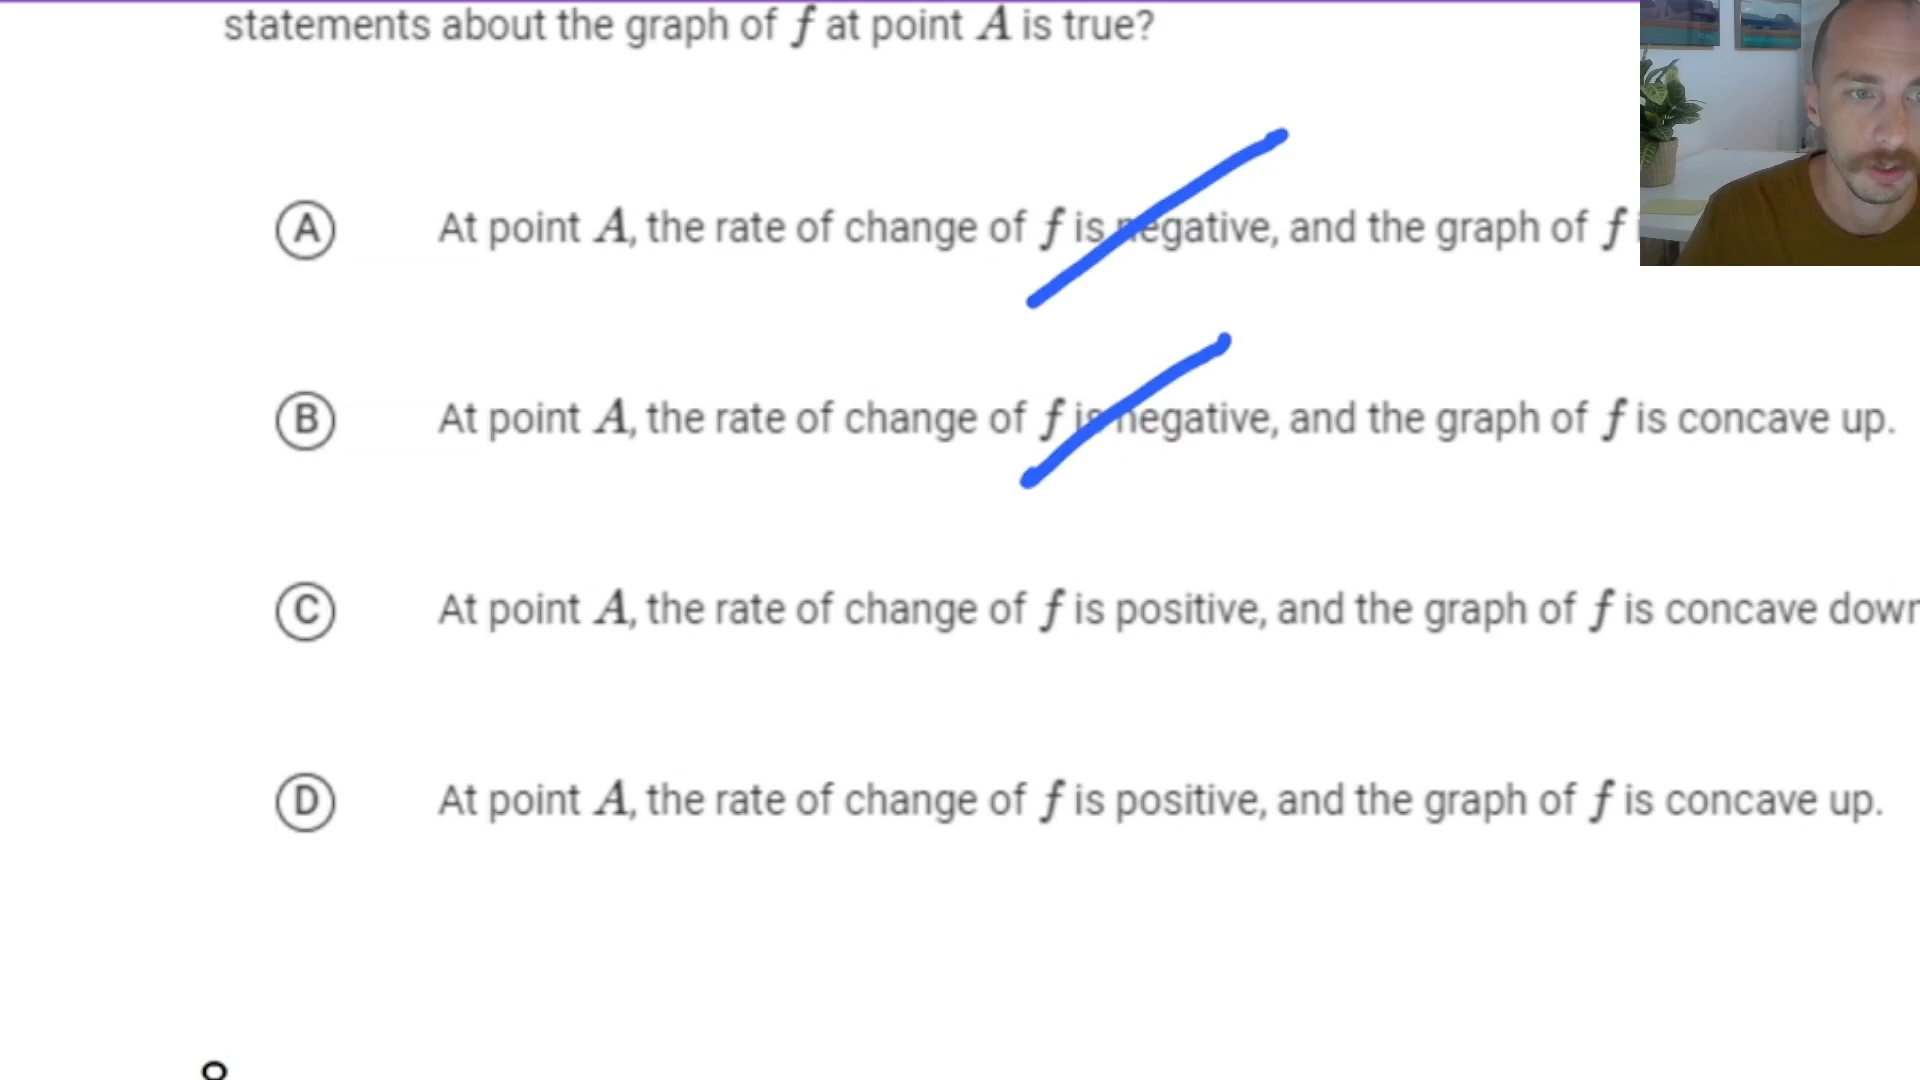 statements about the graph of f at point A is true?
A At point A, the rate of change of f is negative, and the graph of f
B At point A, the rate of change of f is negative, and the graph of f is concave up.
C At point A, the rate of change of f is positive, and the graph of f is concave down
D At point A, the rate of change of f is positive, and the graph of f is concave up.